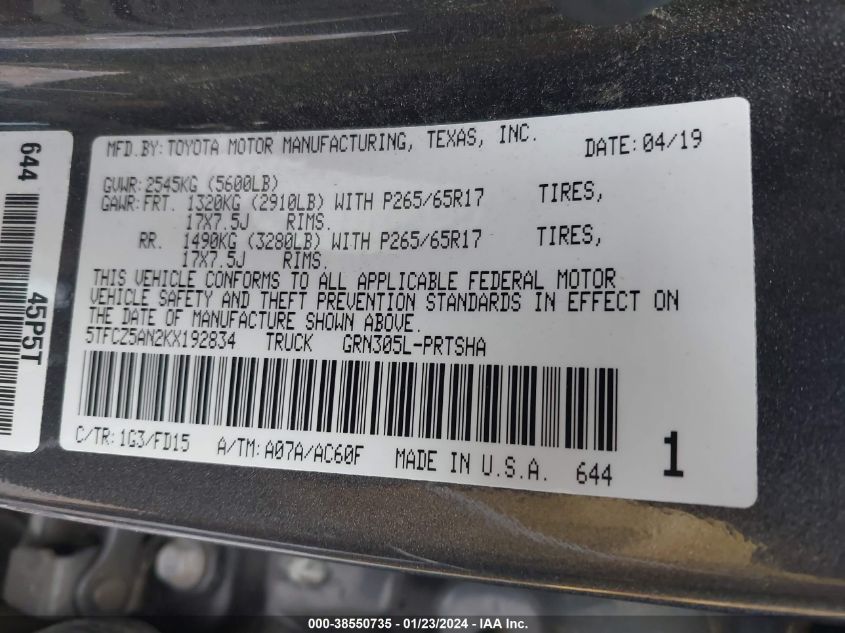 644
45P5T
MFD.BY: TOYOTA MOTOR MANUFACTURING, TEXAS, INC. DATE: 04/19
GVWR: 2545KG (5600LB)
GAWR: FRT. 1320KG (2910LB) WITH P265/65R17 TIRES,
17X7.5J RIMS.
RR. 1490KG (3280LB) WITH P265/65R17 TIRES,
17X7.5J RIMS.
THIS VEHICLE CONFORMS TO ALL APPLICABLE FEDERAL MOTOR
VEHICLE SAFETY AND THEFT PREVENTION STANDARDS IN EFFECT ON
THE DATE OF MANUFACTURE SHOWN ABOVE.
5TFCZ5AN2KX192834 TRUCK GRN305L-PRTSHA
C/TR: 1G3/FD15 A/TM: A07A/AC60F MADE IN U.S.A. 644 1
000-38550735 - 01/23/2024 - IAA Inc.